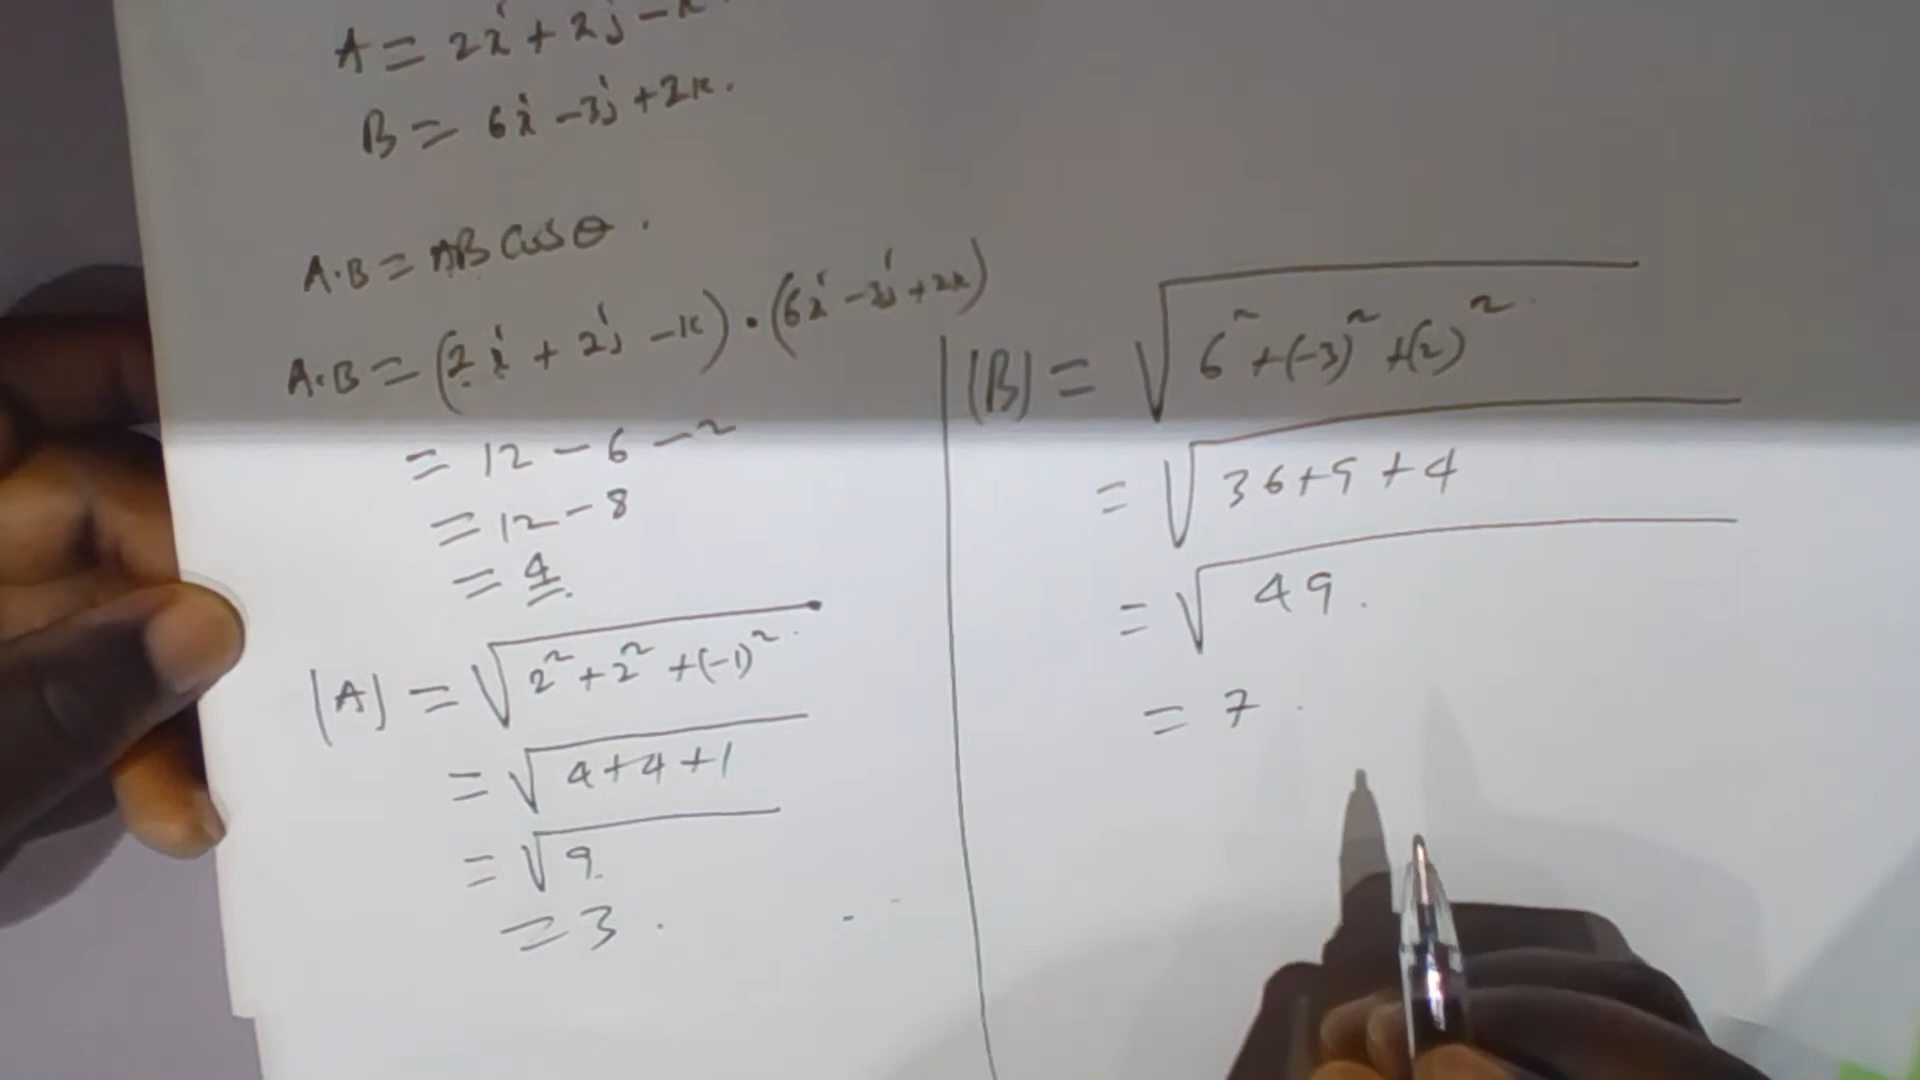 A = 2i + 2j - k
B = 6i - 3j + 2k.
A·B = AB Cos θ.
A·B = (2i + 2j - k) · (6i - 3j + 2k)
= 12 - 6 - 2
= 12 - 8
= 4.
|A| = √2² + 2² + (-1)².
= √4 + 4 + 1
= √9.
= 3.
|B| = √6² + (-3)² + (2)².
= √36 + 9 + 4
= √49.
= 7.